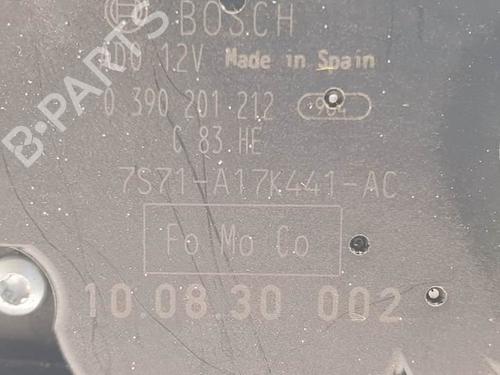 BOSCH
12V Made in Spain
0 390 201 212 904
C 83 HE
7S71-A17K441-AC
Fo Mo Co
10.08.30 002
B-PARTS